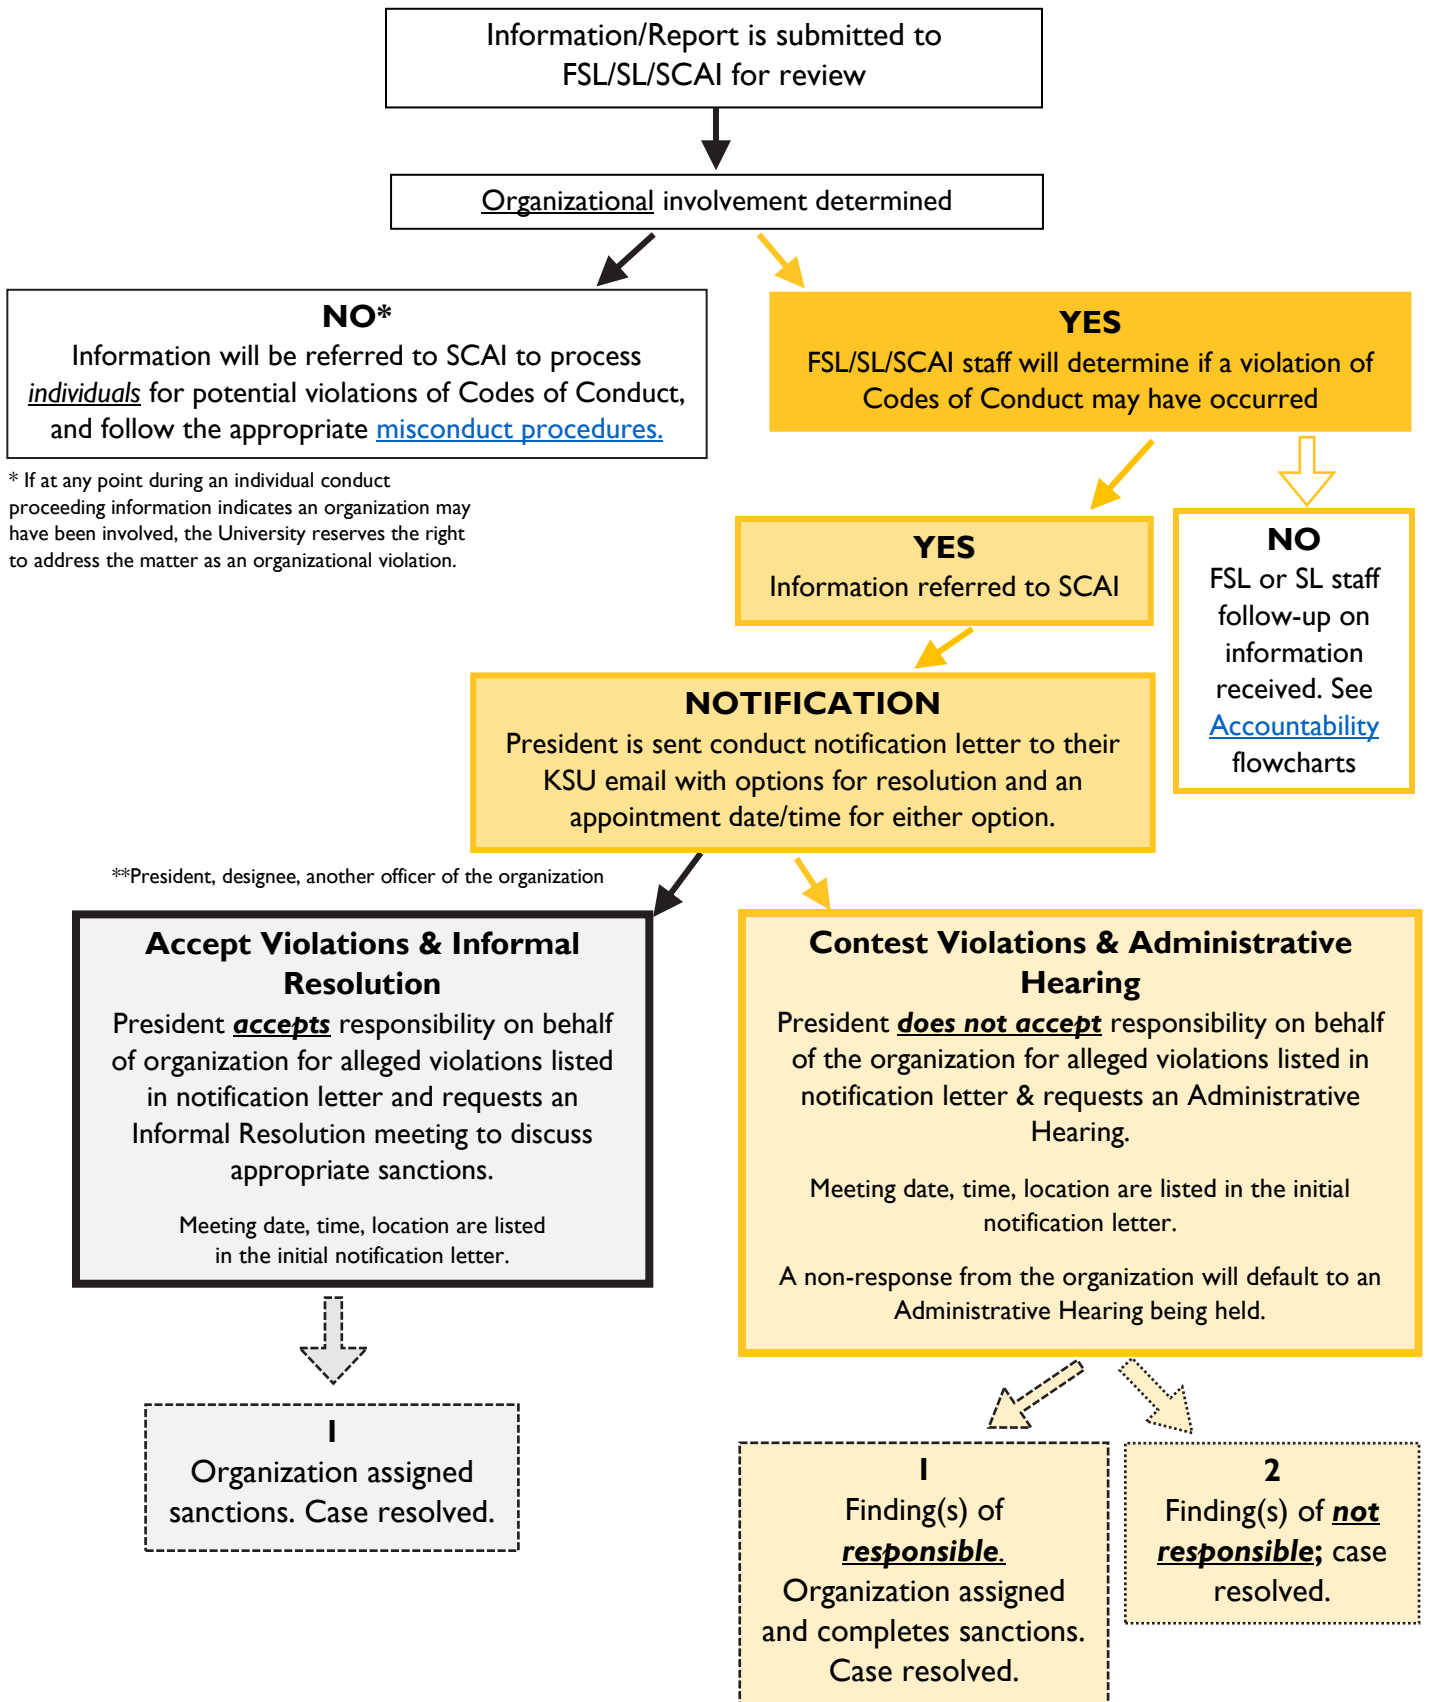 Information/Report is submitted to
FSL/SL/SCAI for review
Organizational involvement determined
NO*
Information will be referred to SCAI to process
individuals for potential violations of Codes of Conduct,
and follow the appropriate misconduct procedures.
* If at any point during an individual conduct
proceeding information indicates an organization may
have been involved, the University reserves the right
to address the matter as an organizational violation.
YES
FSL/SL/SCAI staff will determine if a violation of
Codes of Conduct may have occurred
YES
Information referred to SCAI
NO
FSL or SL staff
follow-up on
information
received. See
Accountability
flowcharts
NOTIFICATION
President is sent conduct notification letter to their
KSU email with options for resolution and an
appointment date/time for either option.
**President, designee, another officer of the organization
Accept Violations & Informal
Resolution
President accepts responsibility on behalf
of organization for alleged violations listed
in notification letter and requests an
Informal Resolution meeting to discuss
appropriate sanctions.
Meeting date, time, location are listed
in the initial notification letter.
Contest Violations & Administrative
Hearing
President does not accept responsibility on behalf
of the organization for alleged violations listed in
notification letter & requests an Administrative
Hearing.
Meeting date, time, location are listed in the initial
notification letter.
A non-response from the organization will default to an
Administrative Hearing being held.
1
Organization assigned
sanctions. Case resolved.
1
Finding(s) of
responsible.
Organization assigned
and completes sanctions.
Case resolved.
2
Finding(s) of not
responsible; case
resolved.